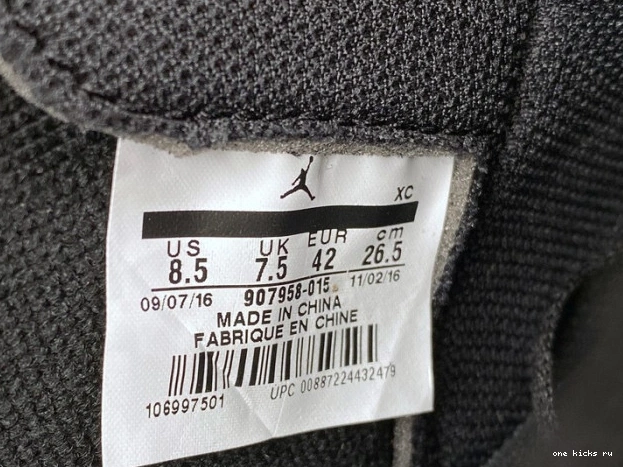 XC
US UK EUR cm
8.5 7.5 42 26.5
09/07/16 907958-015 11/02/16
MADE IN CHINA
FABRIQUE EN CHINE
106997501 UPC 00887224432479
one kicks ru